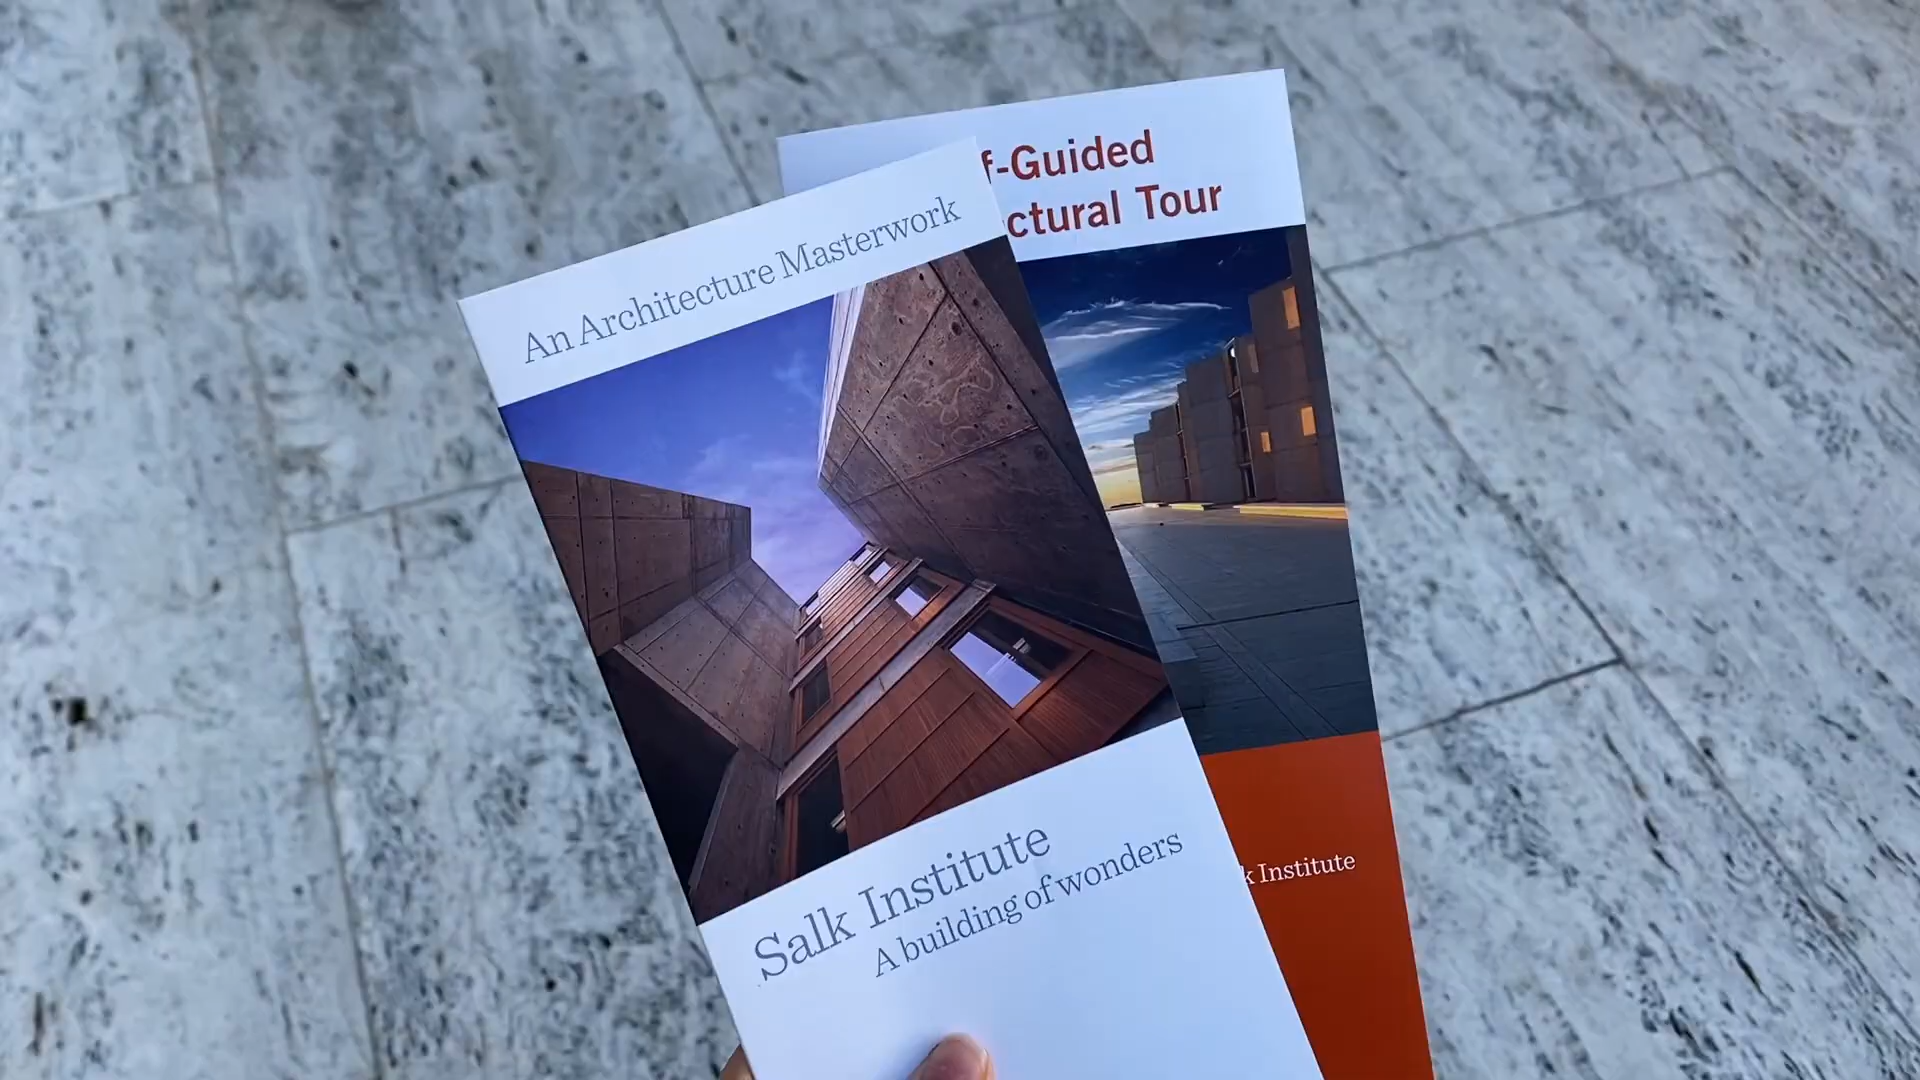 An Architecture Masterwork
Salk Institute
A building of wonders
f-Guided
ctural Tour
k Institute